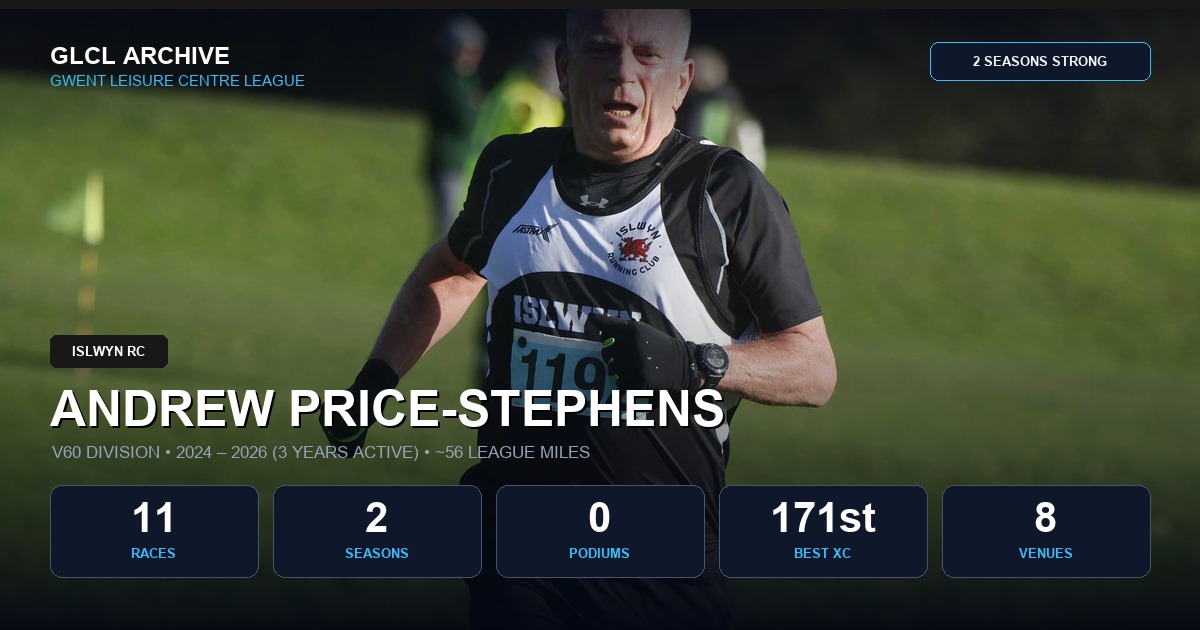 GLCL ARCHIVE
GWENT LEISURE CENTRE LEAGUE
2 SEASONS STRONG
FASTRAX
ISLWYN
RUNNING CLUB
ISLWYN
119
ISLWYN RC
ANDREW PRICE-STEPHENS
V60 DIVISION • 2024 – 2026 (3 YEARS ACTIVE) • ~56 LEAGUE MILES
11
RACES
2
SEASONS
0
PODIUMS
171st
BEST XC
8
VENUES